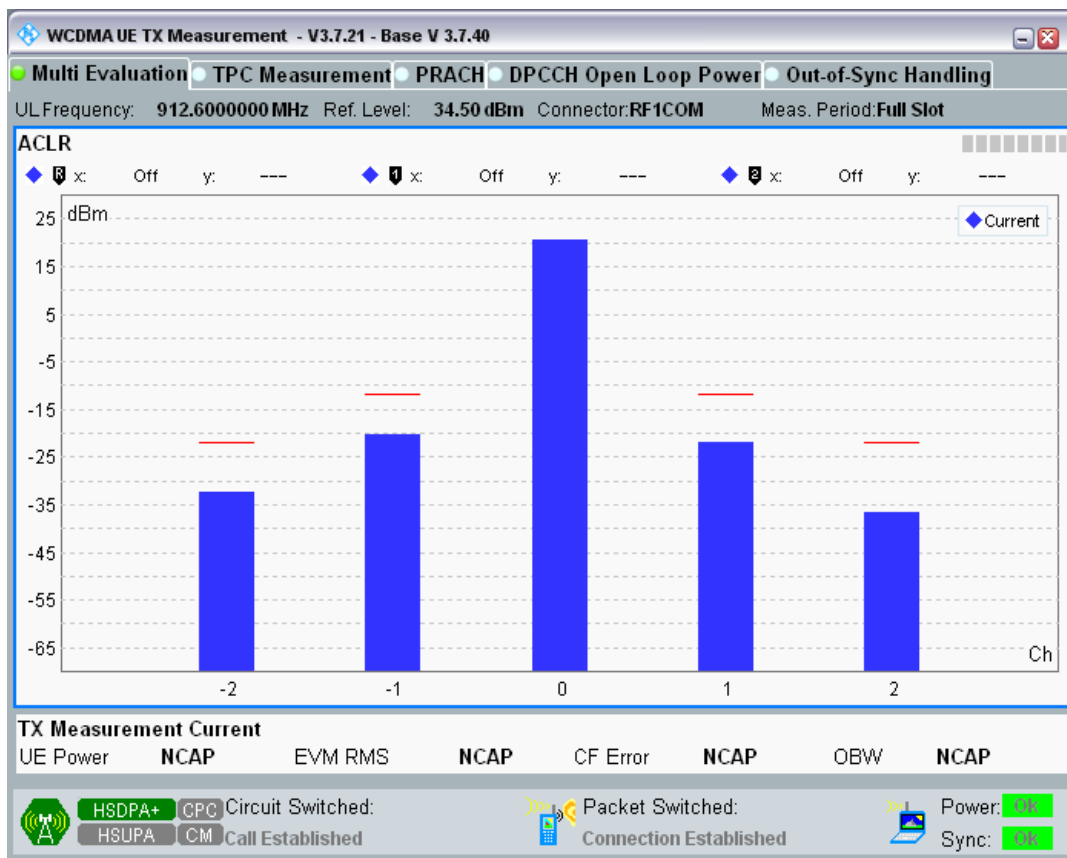 WCDMA UE TX Measurement - V3.7.21 - Base V 3.7.40
Multi Evaluation TPC Measurement PRACH DPCCH Open Loop Power Out-of-Sync Handling
UL Frequency: 912.6000000 MHz Ref. Level: 34.50 dBm Connector:RF1COM Meas. Period:Full Slot
ACLR
R x: Off y: --- 1 x: Off y: --- 2 x: Off y: ---
dBm
Current
25
15
5
-5
-15
-25
-35
-45
-55
-65
Ch
-2 -1 0 1 2
TX Measurement Current
UE Power NCAP EVM RMS NCAP CF Error NCAP OBW NCAP
HSDPA+ CPC Circuit Switched: Packet Switched: Power: Ok
HSUPA CM Call Established Connection Established Sync: Ok